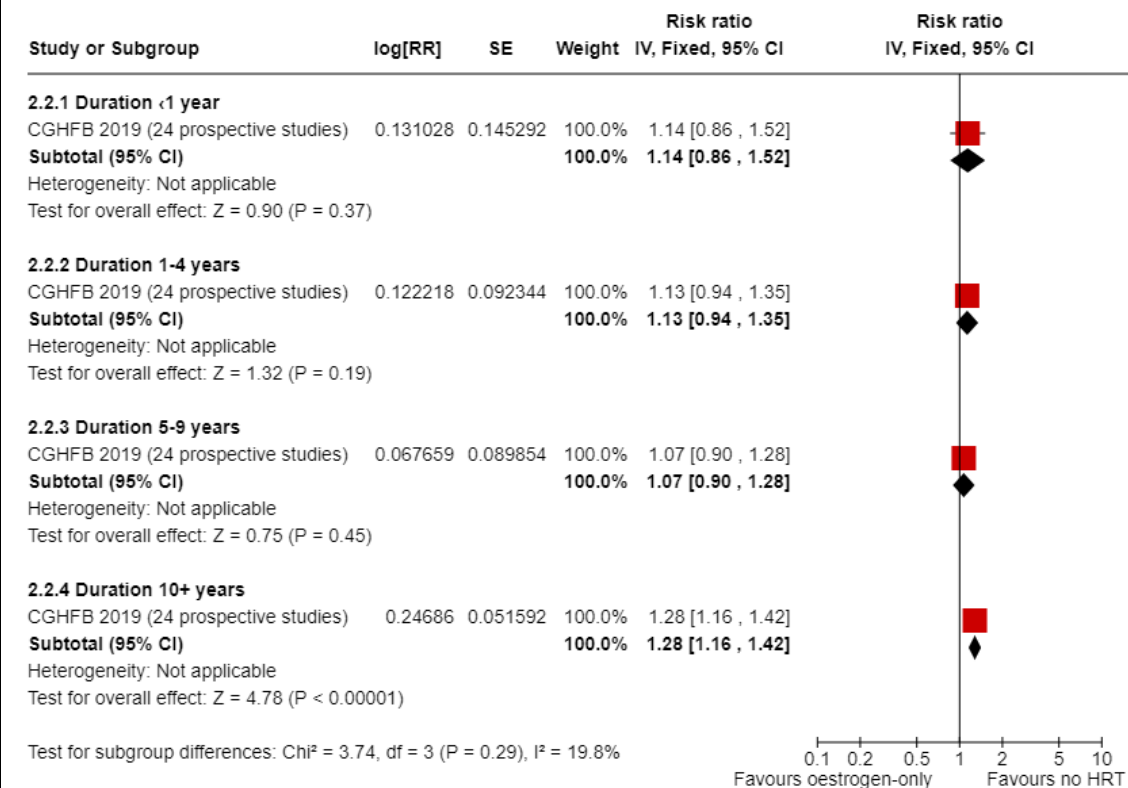 Risk ratio Risk ratio
Study or Subgroup log[RR] SE Weight IV, Fixed, 95% CI IV, Fixed, 95% CI
2.2.1 Duration <1 year
CGHFB 2019 (24 prospective studies) 0.131028 0.145292 100.0% 1.14 [0.86 , 1.52]
Subtotal (95% CI) 100.0% 1.14 [0.86 , 1.52]
Heterogeneity: Not applicable
Test for overall effect: Z = 0.90 (P = 0.37)
2.2.2 Duration 1-4 years
CGHFB 2019 (24 prospective studies) 0.122218 0.092344 100.0% 1.13 [0.94 , 1.35]
Subtotal (95% CI) 100.0% 1.13 [0.94 , 1.35]
Heterogeneity: Not applicable
Test for overall effect: Z = 1.32 (P = 0.19)
2.2.3 Duration 5-9 years
CGHFB 2019 (24 prospective studies) 0.067659 0.089854 100.0% 1.07 [0.90 , 1.28]
Subtotal (95% CI) 100.0% 1.07 [0.90 , 1.28]
Heterogeneity: Not applicable
Test for overall effect: Z = 0.75 (P = 0.45)
2.2.4 Duration 10+ years
CGHFB 2019 (24 prospective studies) 0.24686 0.051592 100.0% 1.28 [1.16 , 1.42]
Subtotal (95% CI) 100.0% 1.28 [1.16 , 1.42]
Heterogeneity: Not applicable
Test for overall effect: Z = 4.78 (P < 0.00001)
Test for subgroup differences: Chi² = 3.74, df = 3 (P = 0.29), I² = 19.8%
0.1 0.2 0.5 1 2 5 10
Favours oestrogen-only Favours no HRT